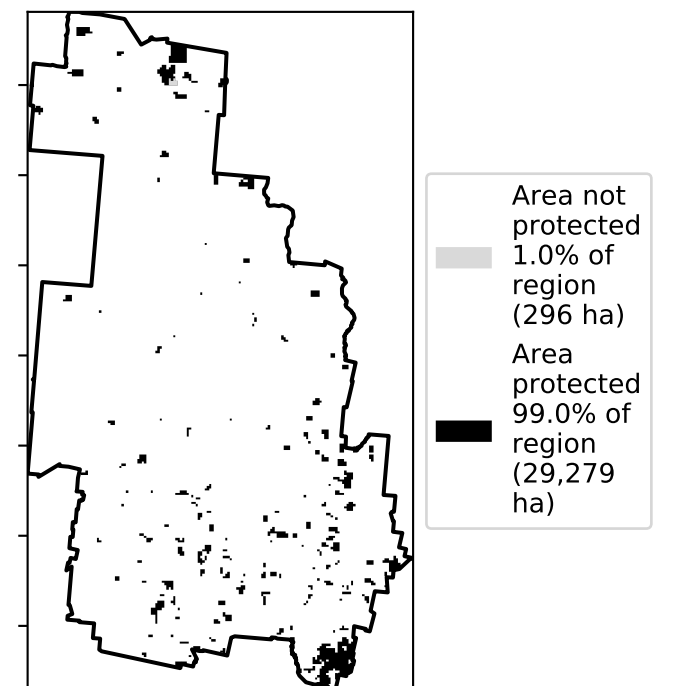 Area not
protected
1.0% of
region
(296 ha)
Area
protected
99.0% of
region
(29,279
ha)